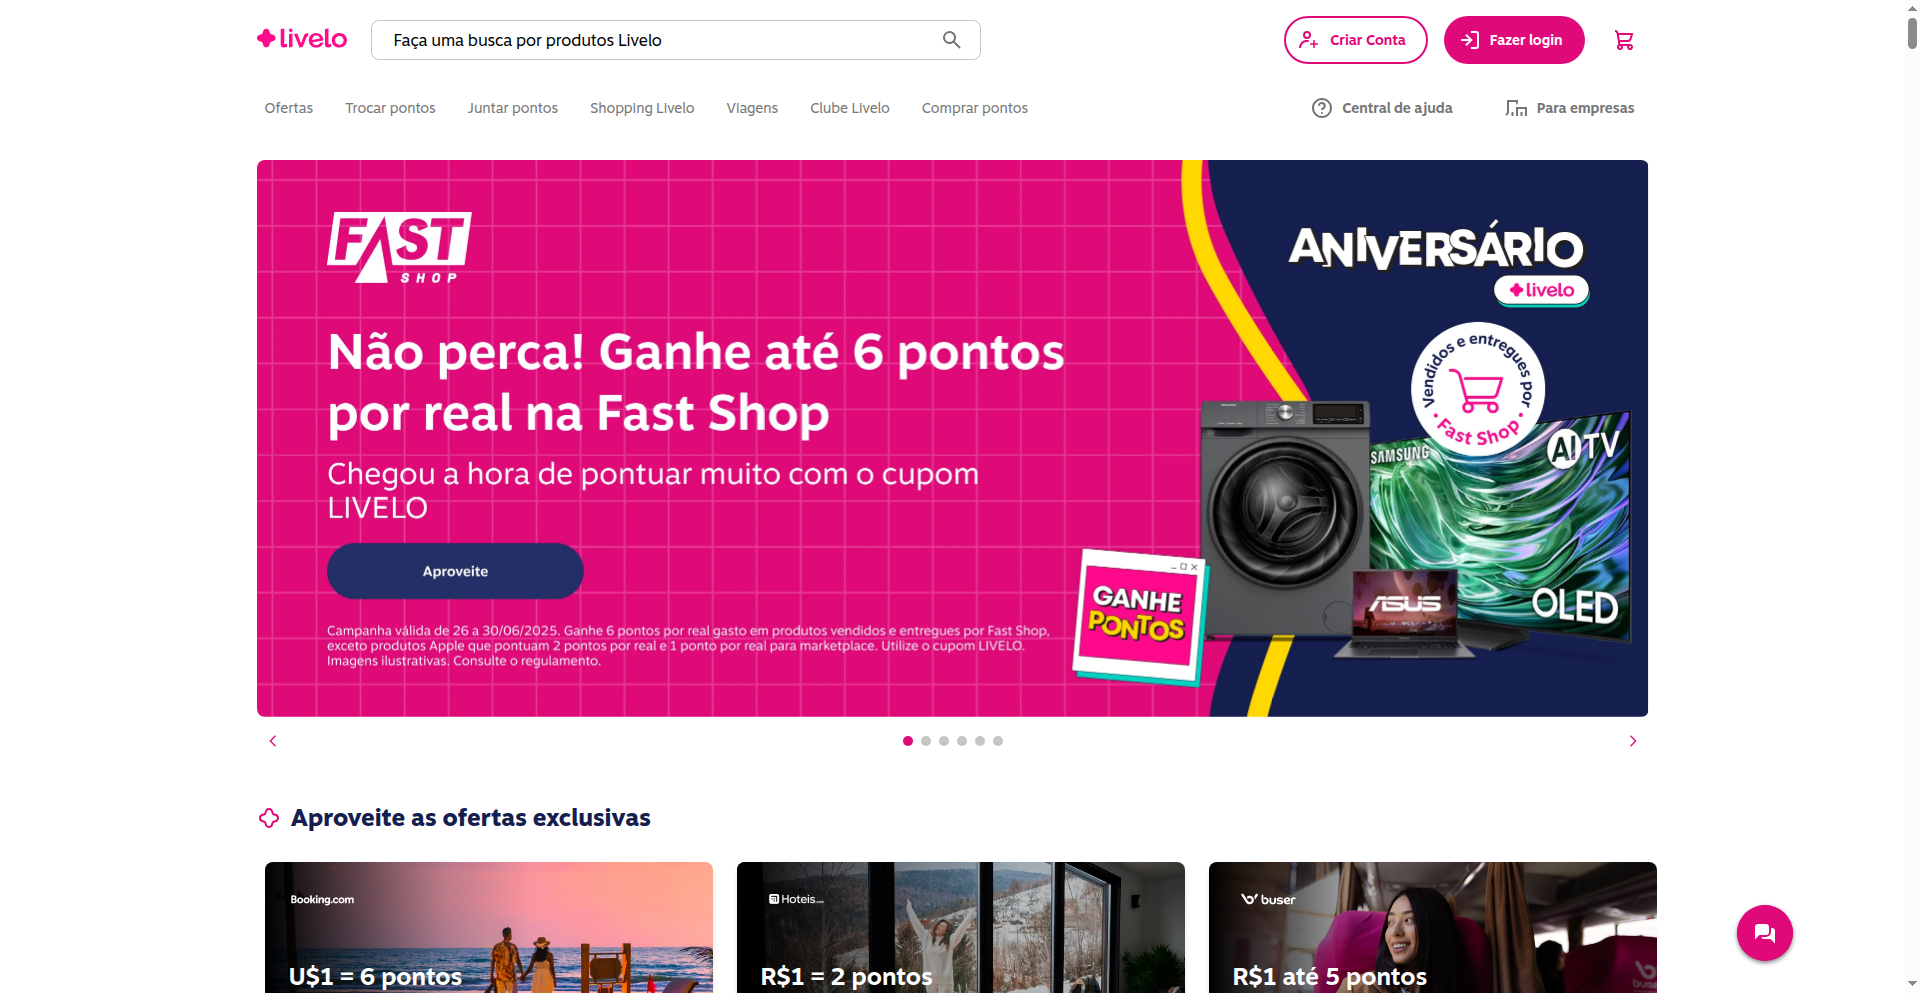 livelo
Faça uma busca por produtos Livelo
Criar Conta
Fazer login
Ofertas
Trocar pontos
Juntar pontos
Shopping Livelo
Viagens
Clube Livelo
Comprar pontos
Central de ajuda
Para empresas
FAST
SHOP
Não perca! Ganhe até 6 pontos
por real na Fast Shop
Chegou a hora de pontuar muito com o cupom
LIVELO
Aproveite
Campanha válida de 26 a 30/06/2025. Ganhe 6 pontos por real gasto em produtos vendidos e entregues por Fast Shop,
exceto produtos Apple que pontuam 2 pontos por real e 1 ponto por real para marketplace. Utilize o cupom LIVELO.
Imagens ilustrativas. Consulte o regulamento.
ANIVERSÁRIO
livelo
Vendidos e entregues por
Fast Shop
SAMSUNG
AI TV
OLED
ASUS
GANHE
PONTOS
Aproveite as ofertas exclusivas
Booking.com
U$1 = 6 pontos
Hoteis
R$1 = 2 pontos
buser
R$1 até 5 pontos